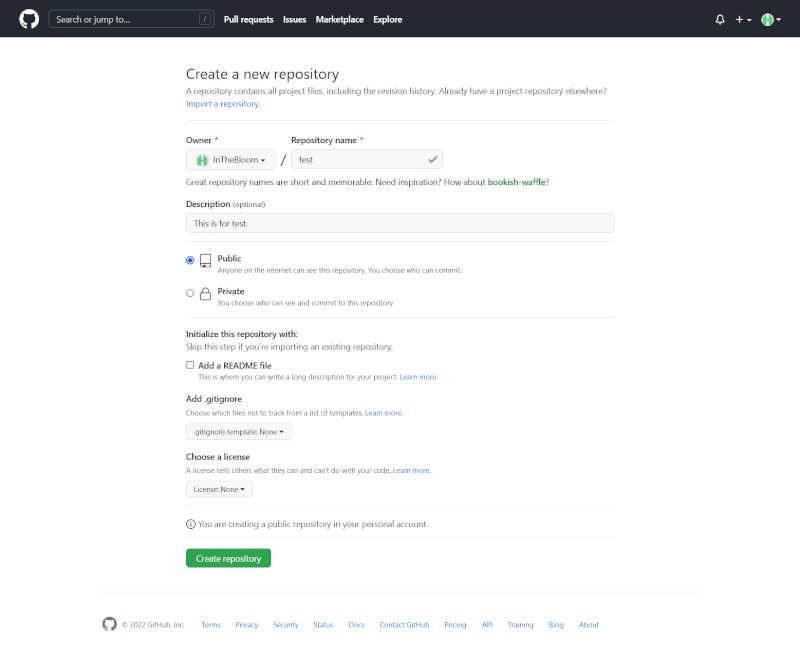 Search or jump to... /
Pull requests Issues Marketplace Explore
Create a new repository
A repository contains all project files, including the revision history. Already have a project repository elsewhere?
Import a repository.
Owner * Repository name *
InTheBloom / test
Great repository names are short and memorable. Need inspiration? How about bookish-waffle?
Description (optional)
This is for test.
Public
Anyone on the internet can see this repository. You choose who can commit.
Private
You choose who can see and commit to this repository.
Initialize this repository with:
Skip this step if you're importing an existing repository.
Add a README file
This is where you can write a long description for your project. Learn more.
Add .gitignore
Choose which files not to track from a list of templates. Learn more.
.gitignore template: None
Choose a license
A license tells others what they can and can't do with your code. Learn more.
License: None
You are creating a public repository in your personal account.
Create repository
© 2022 GitHub, Inc. Terms Privacy Security Status Docs Contact GitHub Pricing API Training Blog About